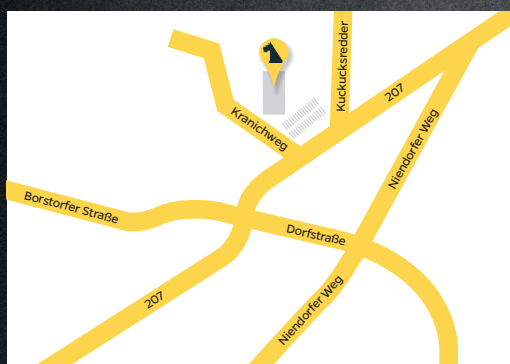 Kuckucksredder
207
Kranichweg
Niendorfer Weg
Borstorfer Straße
Dorfstraße
207
Niendorfer Weg